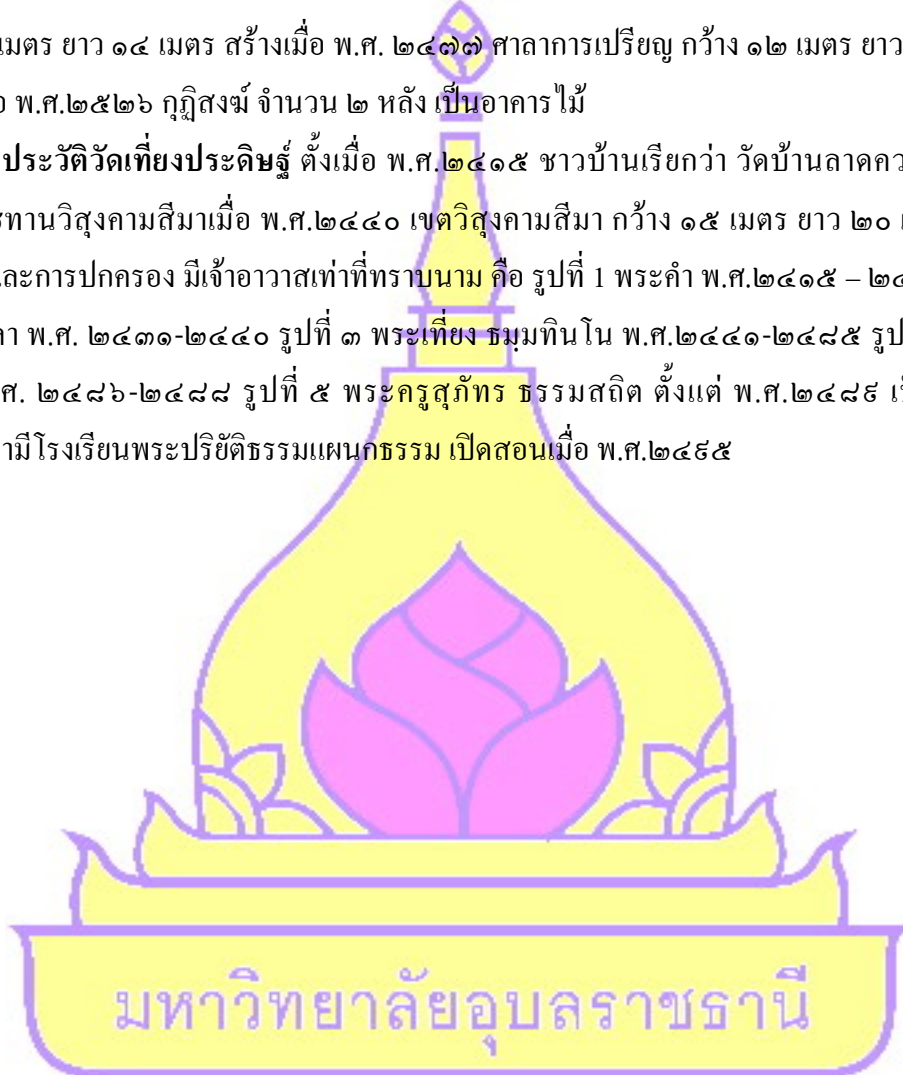 เมตร ยาว ๑๔ เมตร สร้างเมื่อ พ.ศ. ๒๔๗๗ ศาลาการเปรียญ กว้าง ๑๒ เมตร ยาว
พ.ศ.๒๕๒๖ กุฏิสงฆ์ จำนวน ๒ หลัง เป็นอาคารไม้
ประวัติวัดเที่ยงประดิษฐ์ ตั้งเมื่อ พ.ศ.๒๔๑๕ ชาวบ้านเรียกว่า วัดบ้านลาดคว
ทานวิสุงคามสีมาเมื่อ พ.ศ.๒๔๔๐ เขตวิสุงคามสีมา กว้าง ๑๕ เมตร ยาว ๒๐
และการปกครอง มีเจ้าอาวาสเท่าที่ทราบนาม คือ รูปที่ 1 พระคำ พ.ศ.๒๔๑๕ – ๒๔
พ.ศ. ๒๔๓๑-๒๔๔๐ รูปที่ ๓ พระเที่ยง ธมฺมทินโน พ.ศ.๒๔๔๑-๒๔๘๕ รูป
ศ. ๒๔๘๖-๒๔๘๘ รูปที่ ๕ พระครูสุภัทร ธรรมสถิต ตั้งแต่ พ.ศ.๒๔๘๙
มีโรงเรียนพระปริยัติธรรมแผนกธรรม เปิดสอนเมื่อ พ.ศ.๒๔๙๕
มหาวิทยาลัยอุบลราชธานี